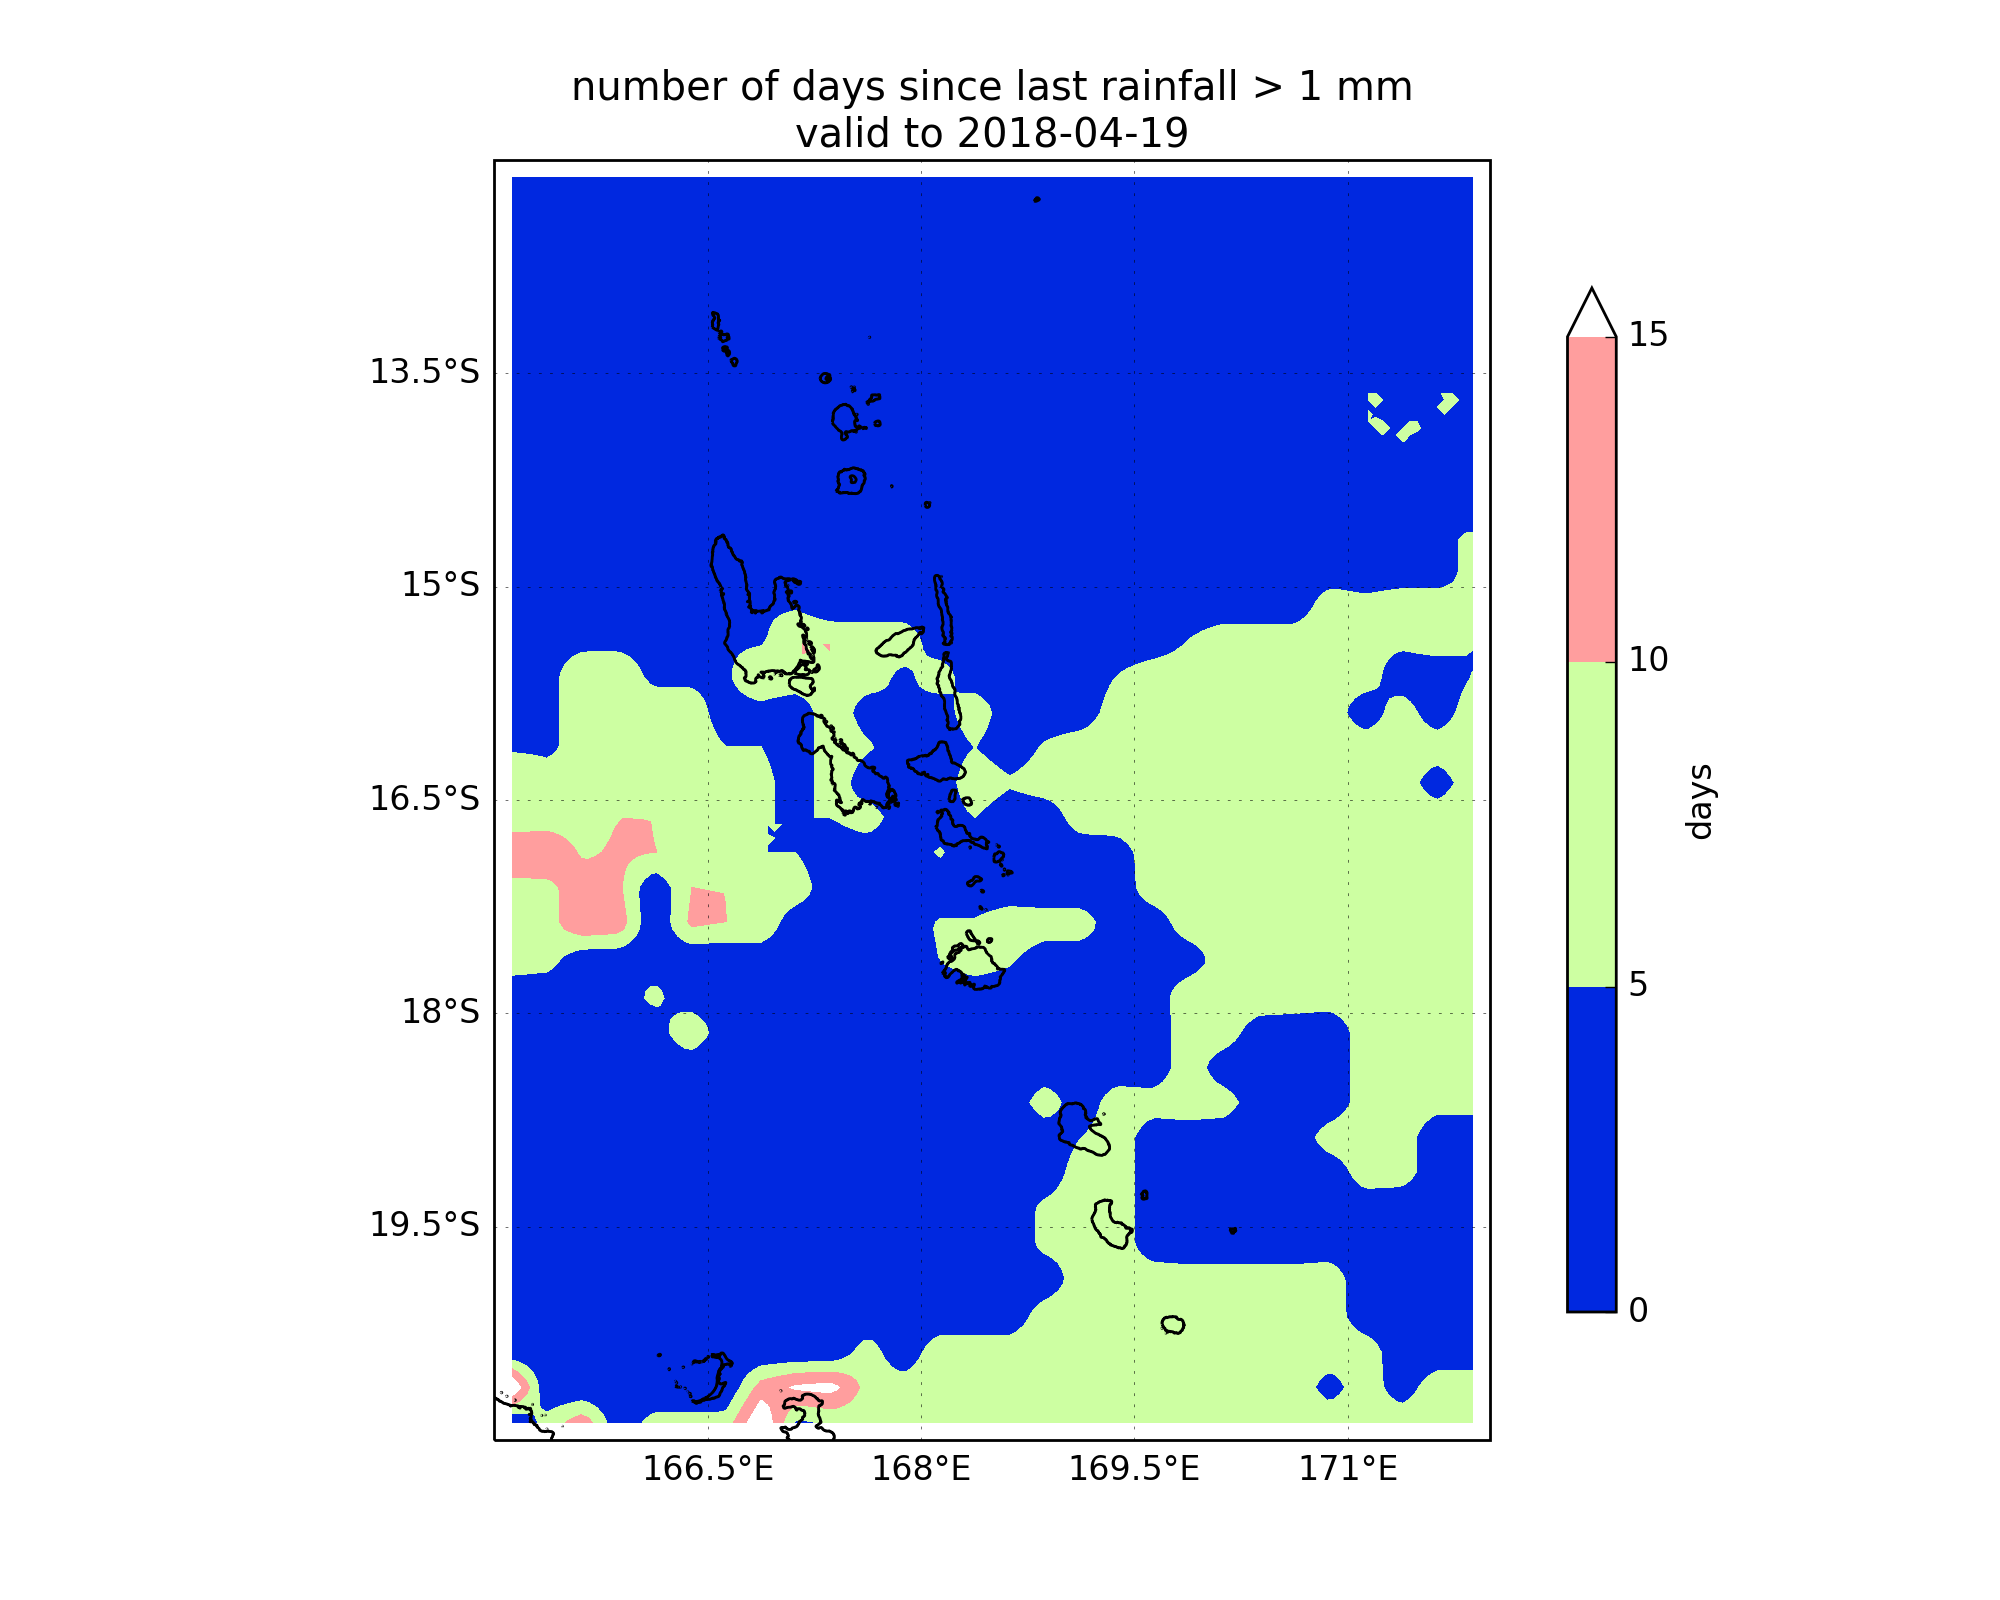 number of days since last rainfall > 1 mm
valid to 2018-04-19
13.5°S
15°S
16.5°S
18°S
19.5°S
166.5°E
168°E
169.5°E
171°E
15
10
5
0
days